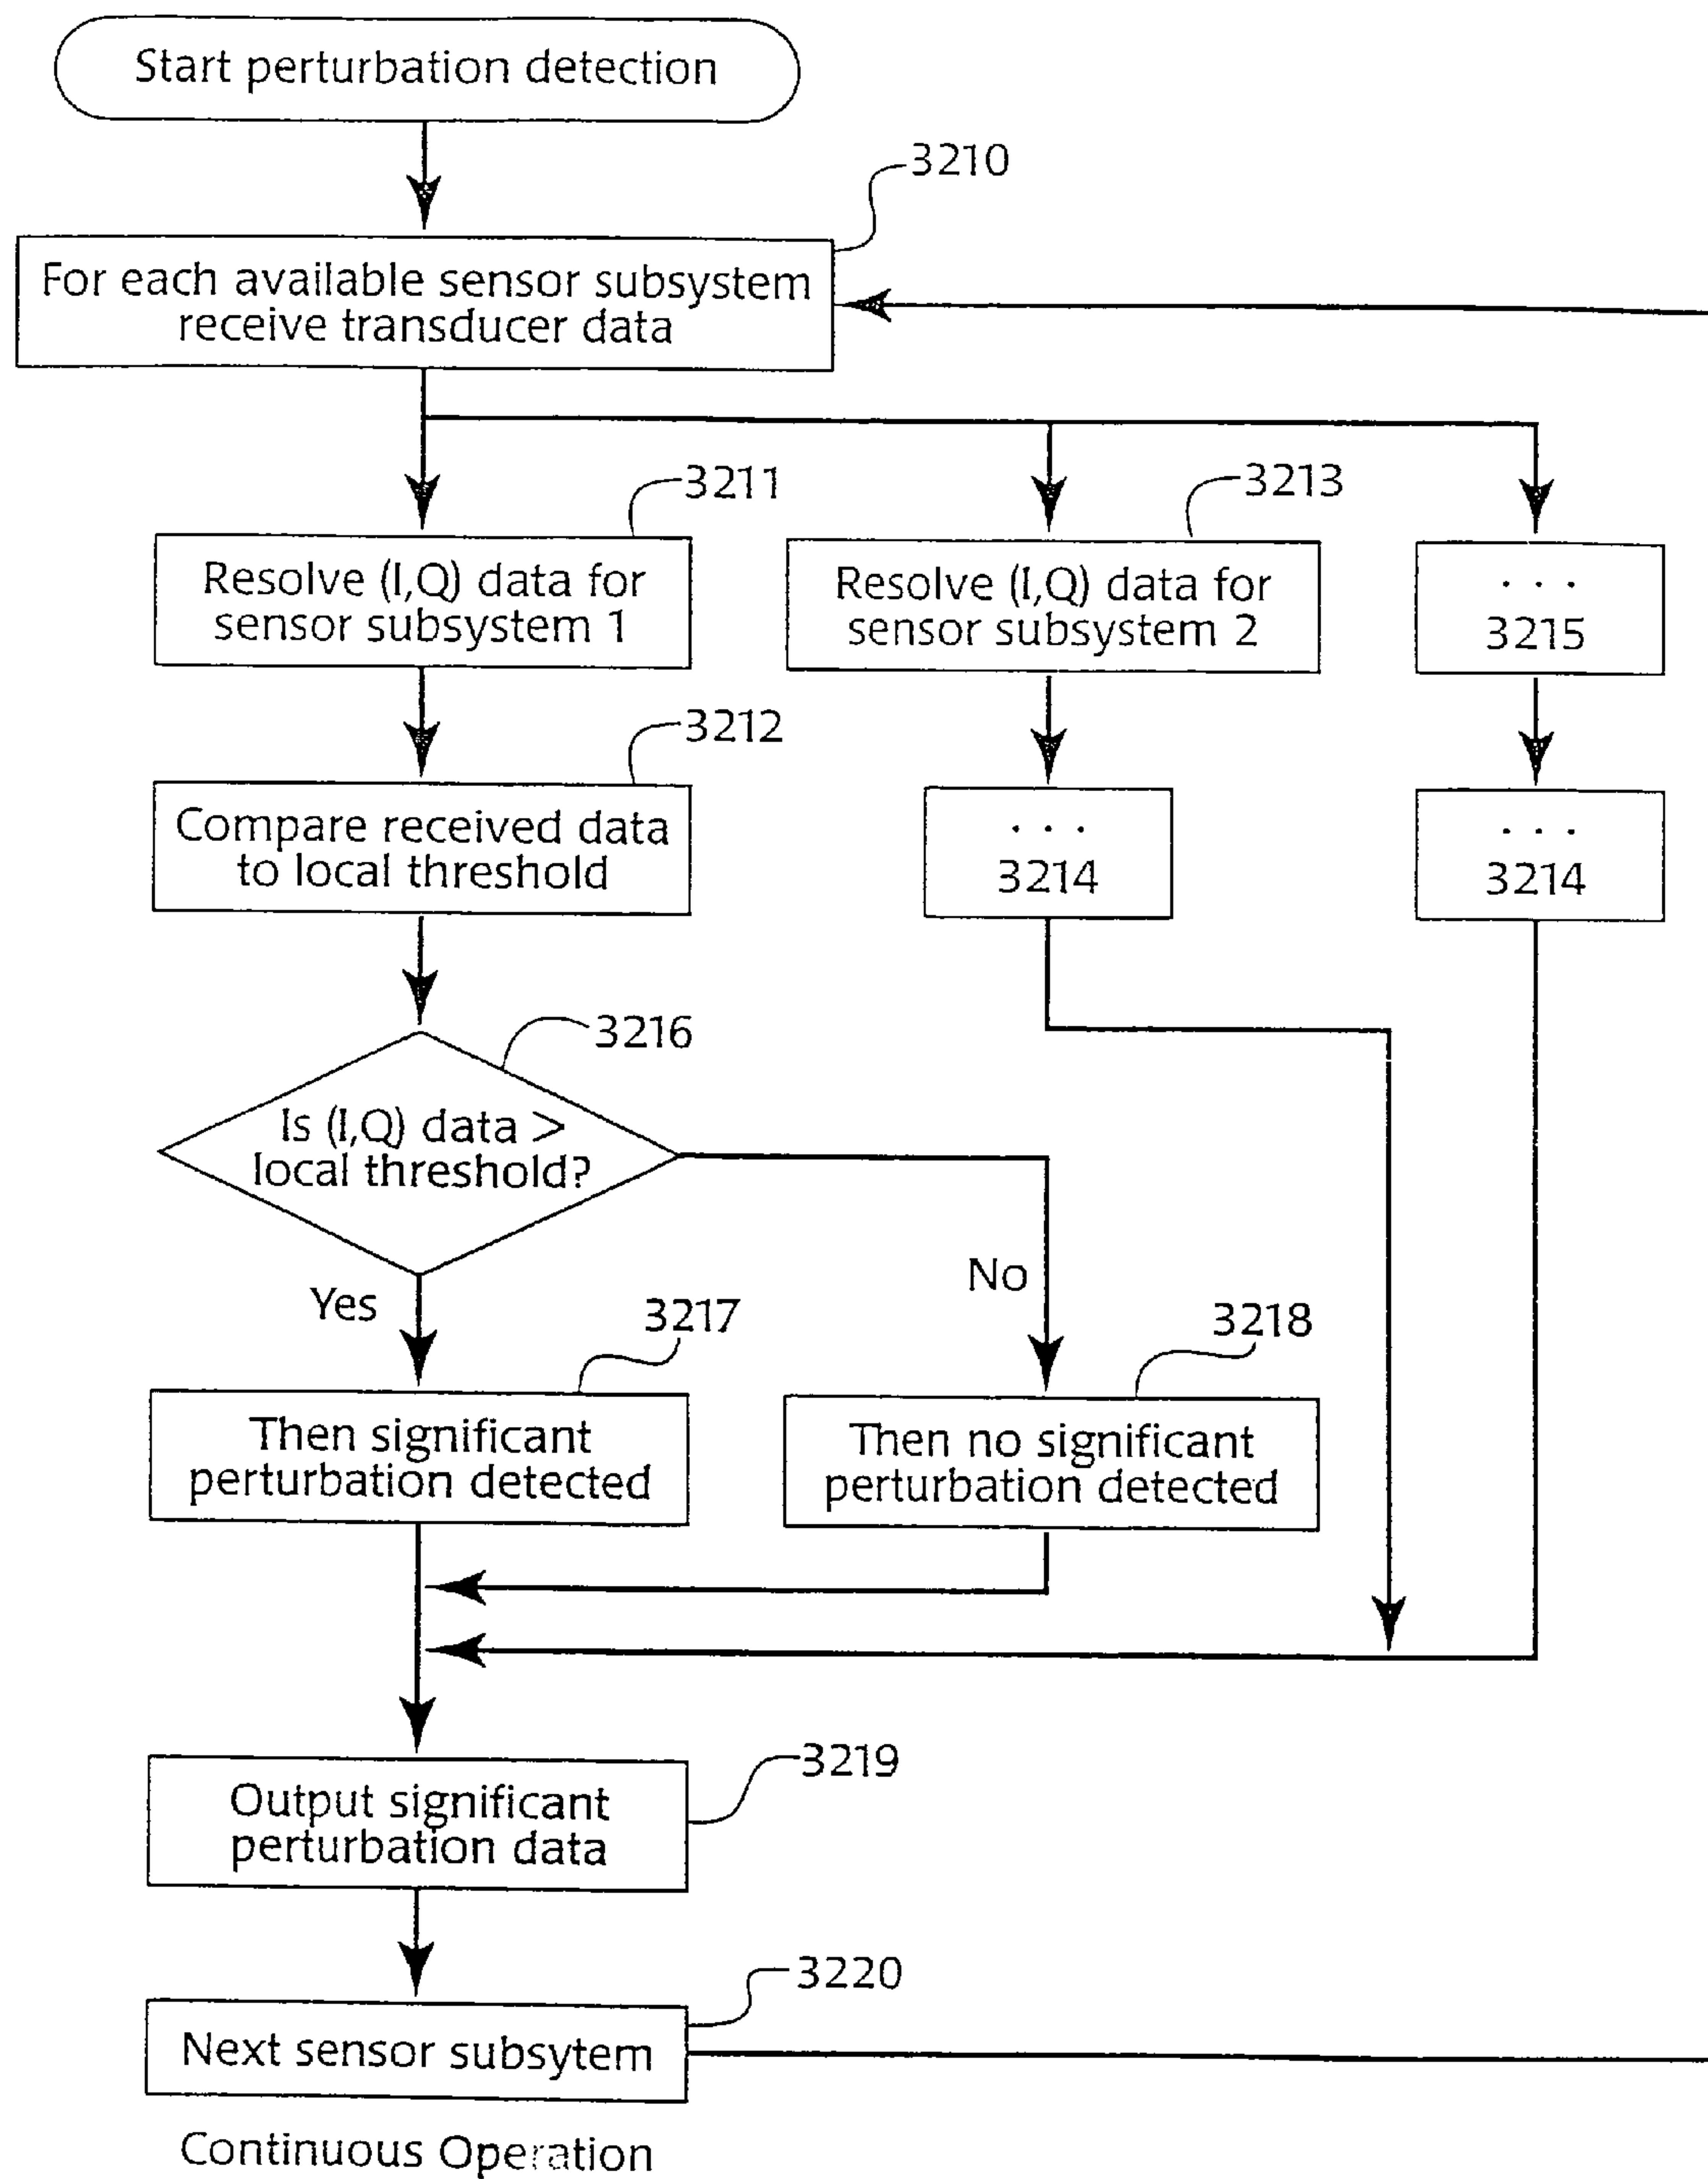 Start perturbation detection
3210
For each available sensor subsystem
receive transducer data
3211
3213
Resolve (I,Q) data for
sensor subsystem 1
Resolve (I,Q) data for
sensor subsystem 2
. . .
3215
3212
Compare received data
to local threshold
. . .
3214
. . .
3214
3216
Is (I,Q) data >
local threshold?
Yes
No
3217
3218
Then significant
perturbation detected
Then no significant
perturbation detected
3219
Output significant
perturbation data
3220
Next sensor subsytem
Continuous Operation